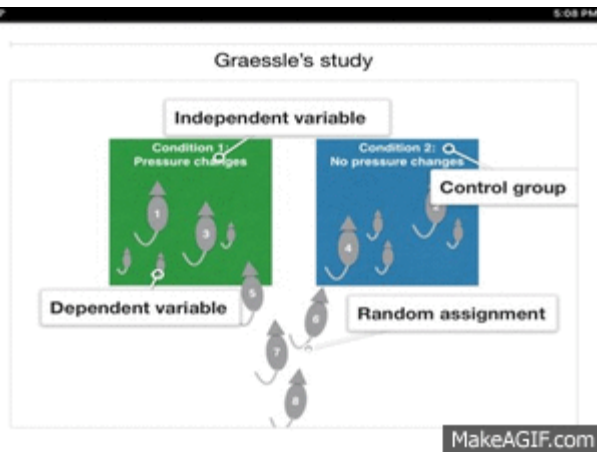 5:08 PM
Graessle's study
Independent variable
Condition 1:
Pressure changes
Condition 2:
No pressure changes
Control group
1
3
2
4
5
Dependent variable
6
Random assignment
7
8
MakeAGIF.com